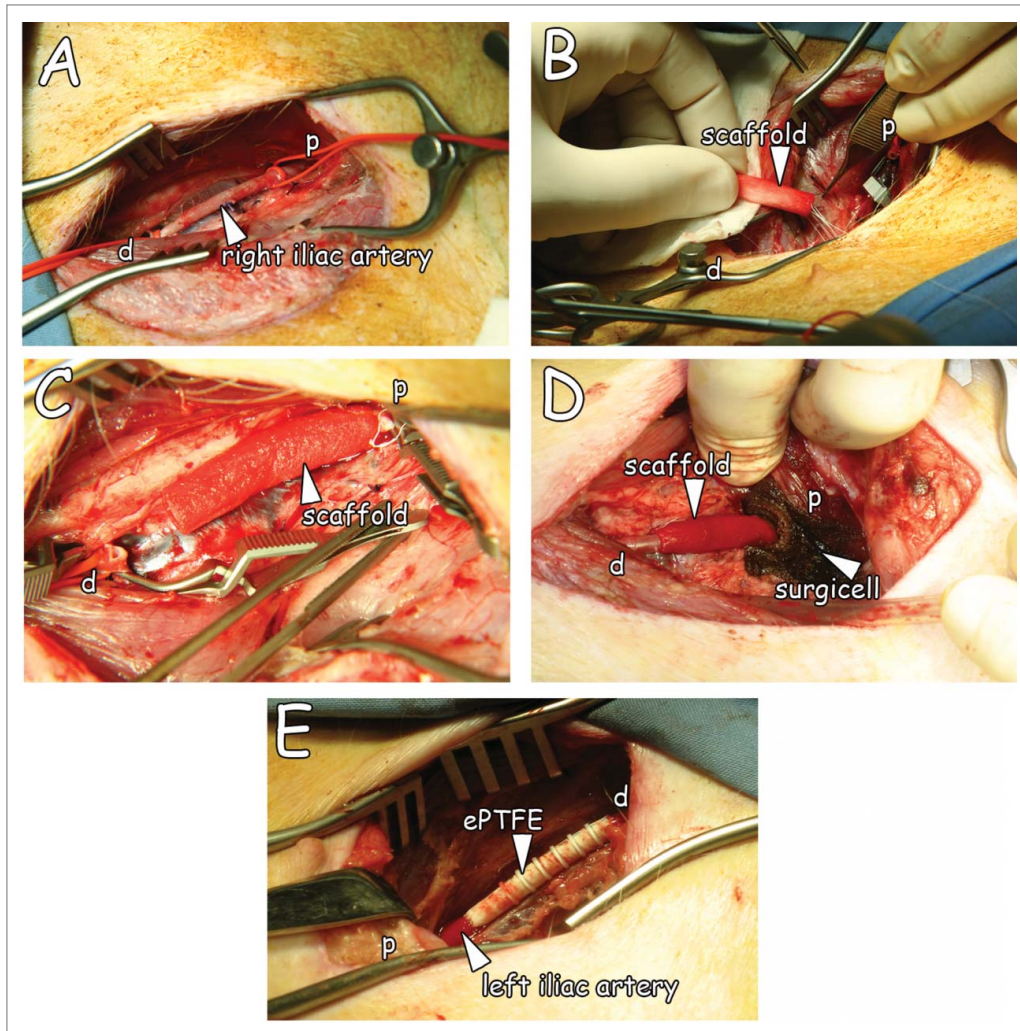 A
p
d
right iliac artery
B
scaffold
p
d
C
p
scaffold
d
D
scaffold
p
d
surgicell
E
d
ePTFE
p
left iliac artery